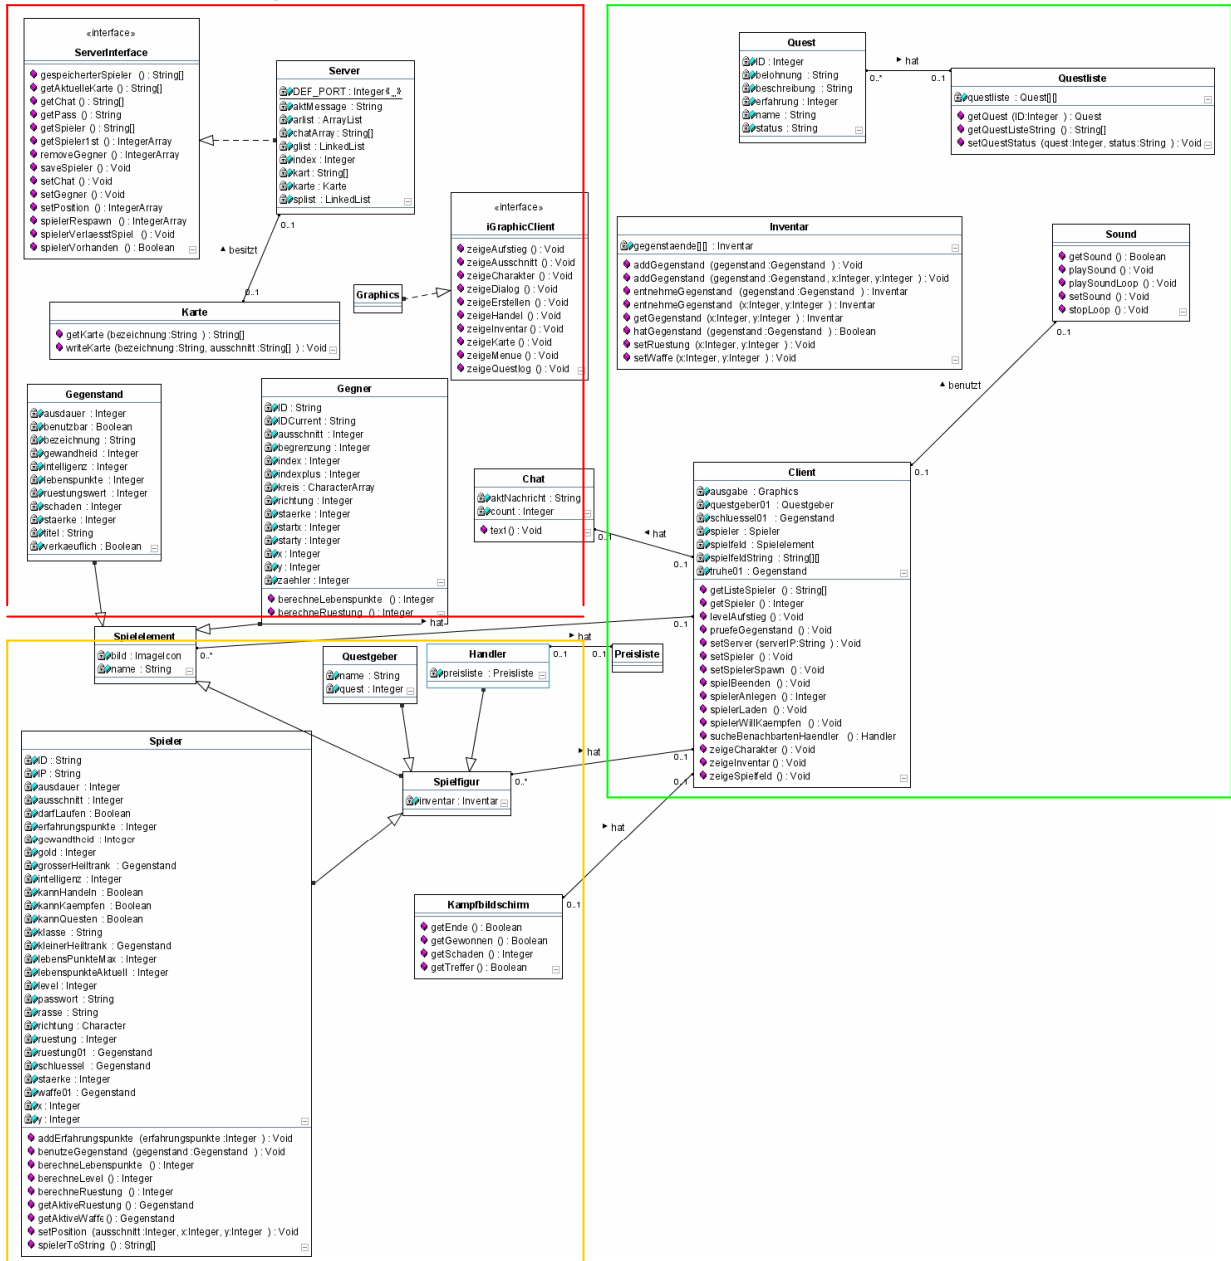 «interface»
ServerInterface
gespeicherterSpieler () : String[]
getAktuelleKarte () : String[]
getChat () : String[]
getPass () : String
getSpieler () : String[]
getSpieler1st () : IntegerArray
removeGegner () : IntegerArray
saveSpieler () : Void
setChat () : Void
setGegner () : Void
setPosition () : IntegerArray
spielerRespawn () : IntegerArray
spielerVerlaesstSpiel () : Void
spielerVorhanden () : Boolean
Server
DEF_PORT : Integer
aktMessage : String
arlist : ArrayList
chatArray : String[]
glist : LinkedList
index : Integer
kart : String[]
karte : Karte
splist : LinkedList
0..1
besitzt
0..1
Karte
getKarte (bezeichnung :String ) : String[]
writeKarte (bezeichnung :String, ausschnitt :String[] ) : Void
«interface»
iGraphicClient
zeigeAufstieg () : Void
zeigeAusschnitt () : Void
zeigeCharakter () : Void
zeigeDialog () : Void
zeigeErstellen () : Void
zeigeHandel () : Void
zeigeInventar () : Void
zeigeKarte () : Void
zeigeMenue () : Void
zeigeQuestlog () : Void
Graphics
Gegenstand
ausdauer : Integer
benutzbar : Boolean
bezeichnung : String
gewandheid : Integer
intelligenz : Integer
lebenspunkte : Integer
ruestungswert : Integer
schaden : Integer
staerke : Integer
titel : String
verkaeuflich : Boolean
Gegner
ID : String
IDCurrent : String
ausschnitt : Integer
begrenzung : Integer
index : Integer
indexplus : Integer
kreis : CharacterArray
richtung : Integer
staerke : Integer
startx : Integer
starty : Integer
x : Integer
y : Integer
zaehler : Integer
berechneLebenspunkte () : Integer
berechneRuestung () : Integer
Quest
ID : Integer
belohnung : String
beschreibung : String
erfahrung : Integer
name : String
status : String
hat
0..*
0..1
Questliste
questliste : Quest[][]
getQuest (ID:Integer ) : Quest
getQuestListeString () : String[]
setQuestStatus (quest:Integer, status:String ) : Void
Inventar
gegenstaende[][] : Inventar
addGegenstand (gegenstand :Gegenstand ) : Void
addGegenstand (gegenstand :Gegenstand , x:Integer, y:Integer ) : Void
entnehmeGegenstand (gegenstand :Gegenstand ) : Inventar
entnehmeGegenstand (x:Integer, y:Integer ) : Inventar
getGegenstand (x:Integer, y:Integer ) : Inventar
hatGegenstand (gegenstand :Gegenstand ) : Boolean
setRuestung (x:Integer, y:Integer ) : Void
setWaffe (x:Integer, y:Integer ) : Void
Sound
getSound () : Boolean
playSound () : Void
playSoundLoop () : Void
setSound () : Void
stopLoop () : Void
0..1
benutzt
0..1
Chat
aktNachricht : String
count : Integer
text() : Void
0..1
hat
0..1
Client
ausgabe : Graphics
questgeber01 : Questgeber
schluessel01 : Gegenstand
spieler : Spieler
spielfeld : Spielelement
spielfeldString : String[][]
truhe01 : Gegenstand
getListeSpieler () : String[]
getSpieler () : Integer
levelAufstieg () : Void
pruefeGegenstand () : Void
setServer (serverIP:String ) : Void
setSpieler () : Void
setSpielerSpawn () : Void
spielBeenden () : Void
spielerAnlegen () : Integer
spielerLaden () : Void
spielerWillKaempfen () : Void
sucheBenachbartenHaendler () : Handler
zeigeCharakter () : Void
zeigeInventar () : Void
zeigeSpielfeld () : Void
Spielelement
bild : ImageIcon
name : String
hat
0..*
0..1
Questgeber
name : String
quest : Integer
Handler
preisliste : Preisliste
hat
0..1
0..1
Preisliste
Spielfigur
inventar : Inventar
hat
0..*
0..1
0..1
hat
0..1
Kampfbildschirm
getEnde () : Boolean
getGewonnen () : Boolean
getSchaden () : Integer
getTreffer () : Boolean
Spieler
ID : String
IP : String
ausdauer : Integer
ausschnitt : Integer
darfLaufen : Boolean
erfahrungspunkte : Integer
gewandtheid : Integer
gold : Integer
grosserHeiltrank : Gegenstand
intelligenz : Integer
kannHandeln : Boolean
kannKaempfen : Boolean
kannQuesten : Boolean
klasse : String
kleinerHeiltrank : Gegenstand
lebensPunkteMax : Integer
lebenspunkteAktuell : Integer
level : Integer
passwort : String
rasse : String
richtung : Character
ruestung : Integer
ruestung01 : Gegenstand
schluessel : Gegenstand
staerke : Integer
waffe01 : Gegenstand
x : Integer
y : Integer
addErfahrungspunkte (erfahrungspunkte :Integer ) : Void
benutzeGegenstand (gegenstand :Gegenstand ) : Void
berechneLebenspunkte () : Integer
berechneLevel () : Integer
berechneRuestung () : Integer
getAktiveRuestung () : Gegenstand
getAktiveWaffe () : Gegenstand
setPosition (ausschnitt :Integer, x:Integer, y:Integer ) : Void
spielerToString () : String[]